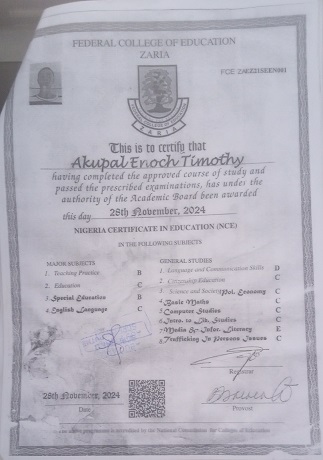 FEDERAL COLLEGE OF EDUCATION
ZARIA
FCE
ZARIA
This is to certify that
Akupal Enoch Timothy
having completed the approved course of study and
passed the prescribed examinations, has under the
authority of the Academic Board been awarded
this day 28th November, 2024
NIGERIA CERTIFICATE IN EDUCATION (NCE)
IN THE FOLLOWING SUBJECTS
MAJOR SUBJECTS
1. Teaching Practice B
2. Education C
3. Special Education B
4. English Language C
GENERAL STUDIES
1. Language and Communication Skills D
2. Citizenship Education C
3. Science and Society/Pol. Economy C
4. Basic Maths C
5. Computer Studies C
6. Intro. to Lib. Studies C
7. Media & Infor. Literacy E
8. Trafficking In Persons Issues C
Registrar
28th November, 2024
Date
Provost